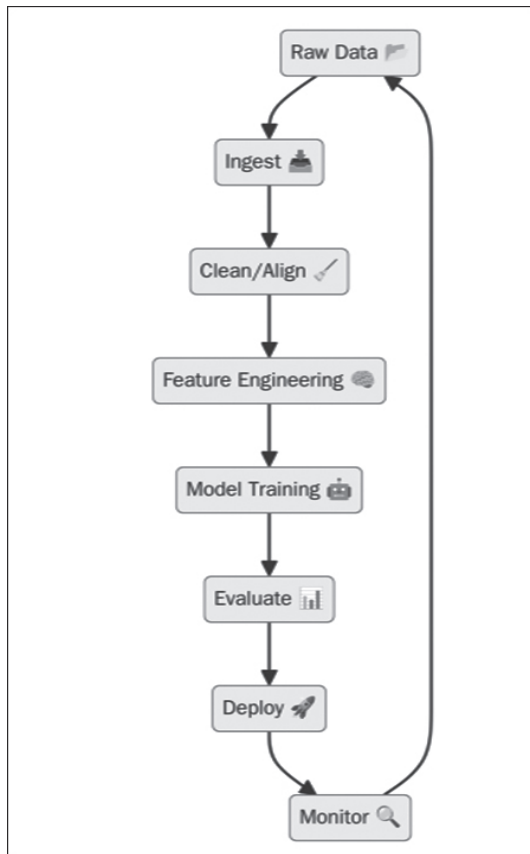 Raw Data 📂
Ingest 📥
Clean/Align 🧹
Feature Engineering 🧠
Model Training 🤖
Evaluate 📊
Deploy 🚀
Monitor 🔍